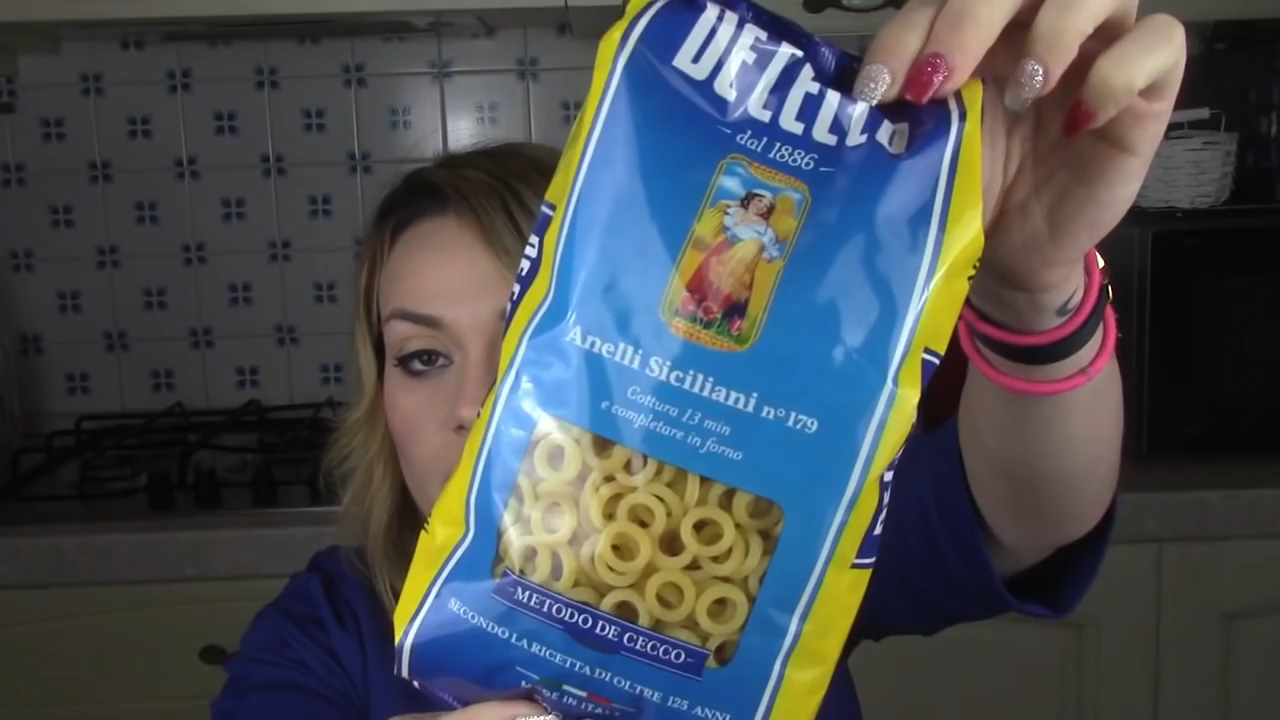 DE CECCO
dal 1886
Anelli Siciliani n°179
Cottura 13 min
e completare in forno
-METODO DE CECCO-
SECONDO LA RICETTA DI OLTRE 125 ANNI
MADE IN ITALY